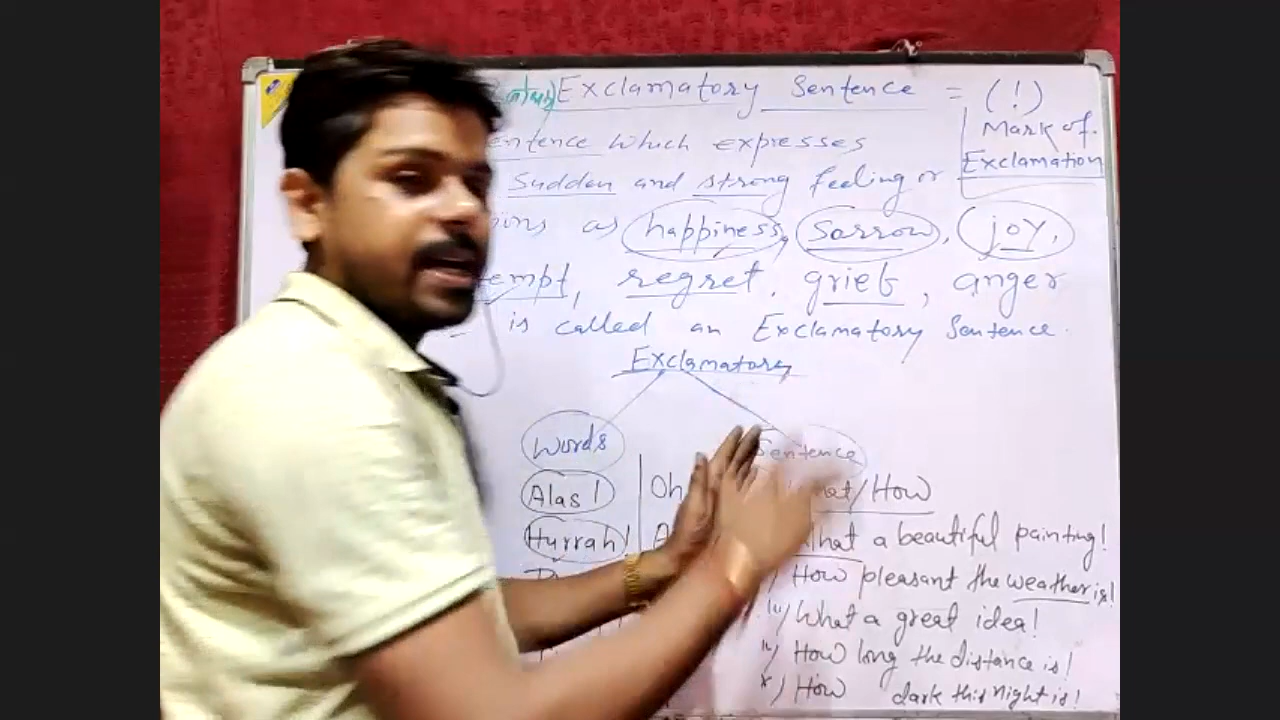 Exclamatory Sentence = (!)
Mark of
Exclamation
entence which expresses
Sudden and strong feeling or
as happiness, Sorrow, joy,
empt, regret, grief, anger
is called an Exclamatory Sentence.
Exclamatory
Words
Sentence
Alas!
Oh
/How
Hurrah!
What a beautiful painting!
How pleasant the weather is!
What a great idea!
How long the distance is!
How dark this night is!